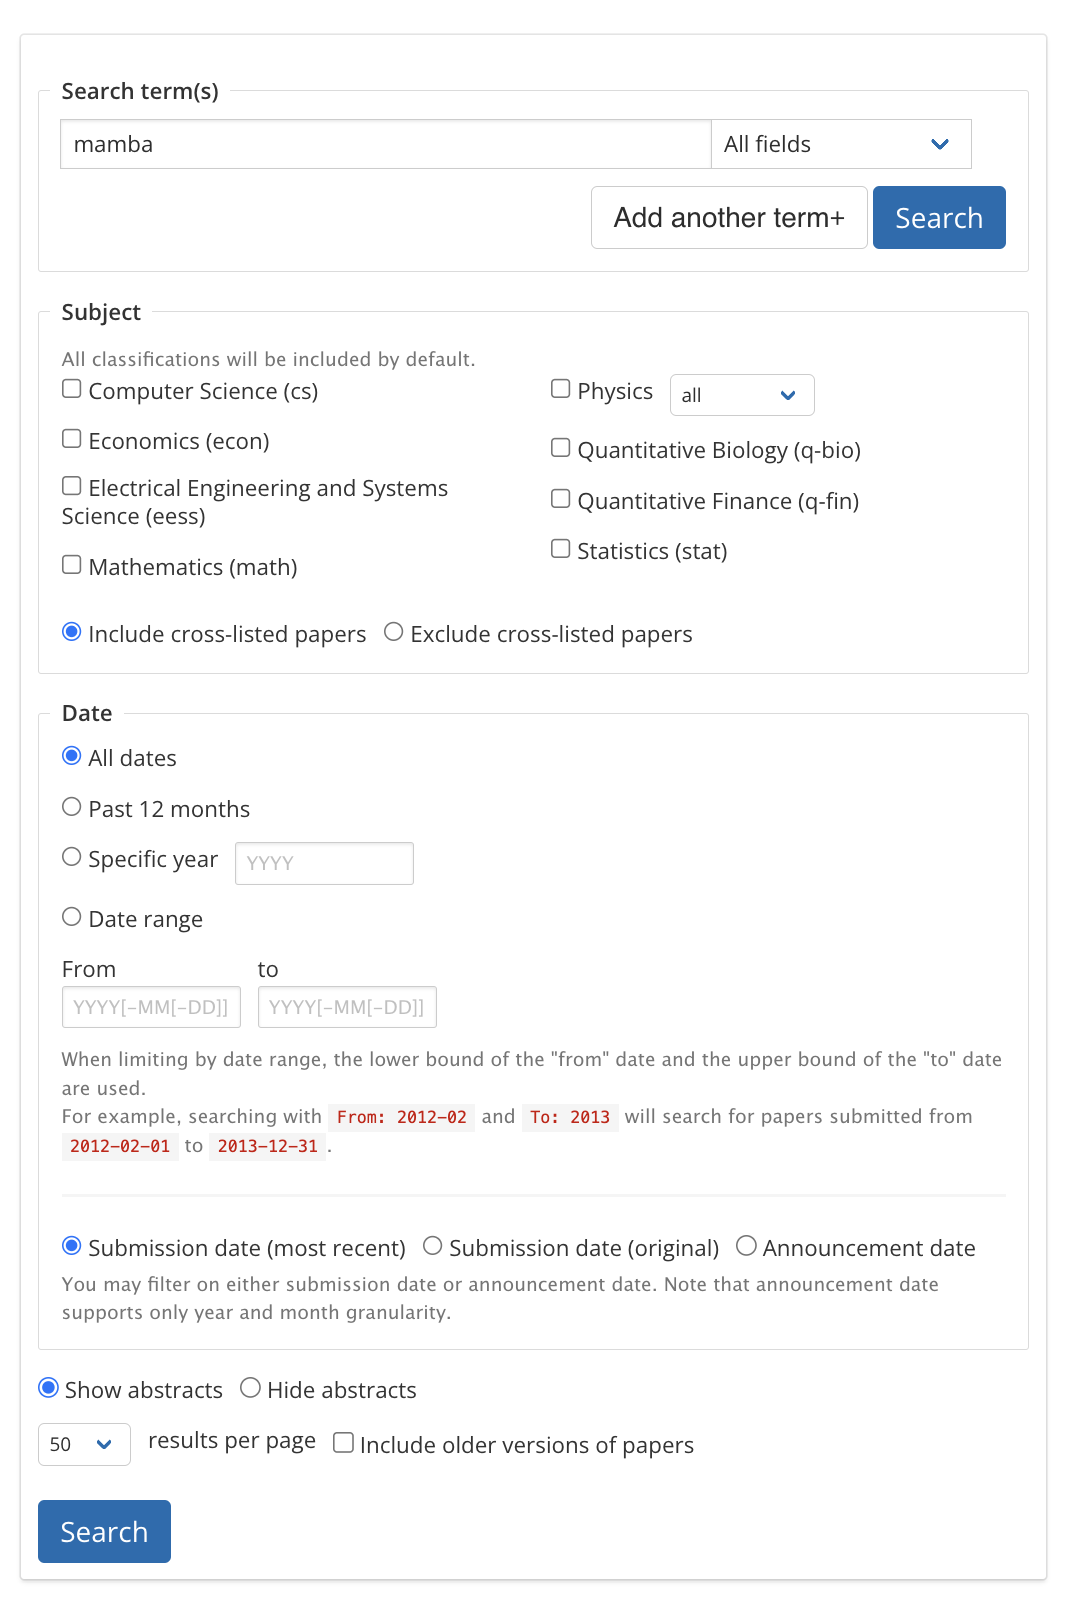 Search term(s)
mamba
All fields
Add another term+
Search
Subject
All classifications will be included by default.
Computer Science (cs)
Economics (econ)
Electrical Engineering and Systems
Science (eess)
Mathematics (math)
Physics
all
Quantitative Biology (q-bio)
Quantitative Finance (q-fin)
Statistics (stat)
Include cross-listed papers Exclude cross-listed papers
Date
All dates
Past 12 months
Specific year YYYY
Date range
From to
YYYY[-MM[-DD]] YYYY[-MM[-DD]]
When limiting by date range, the lower bound of the "from" date and the upper bound of the "to" date
are used.
For example, searching with From: 2012-02 and To: 2013 will search for papers submitted from
2012-02-01 to 2013-12-31.
Submission date (most recent) Submission date (original) Announcement date
You may filter on either submission date or announcement date. Note that announcement date
supports only year and month granularity.
Show abstracts Hide abstracts
50 results per page Include older versions of papers
Search